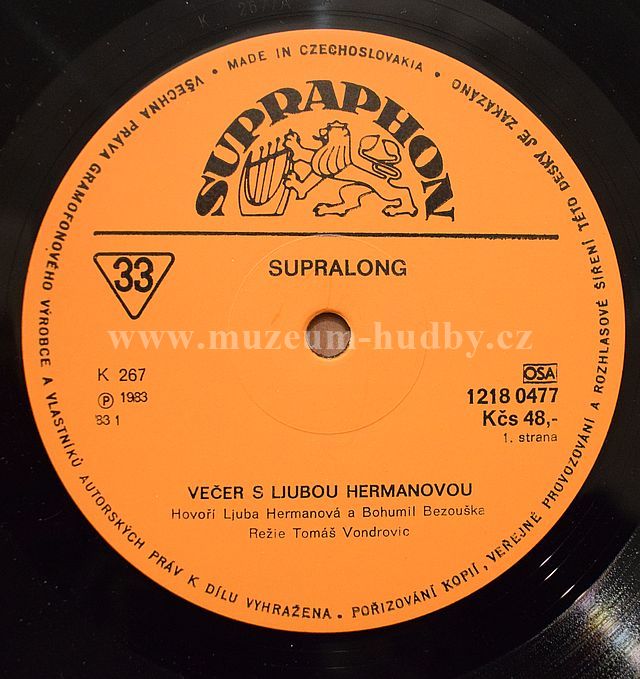 K 267/A
• MADE IN CZECHOSLOVAKIA •
SUPRAPHON
33
SUPRALONG
www.muzeum-hudby.cz
K 267
Ⓟ 1983
83 1
OSA
1218 0477
Kčs 48,-
1. strana
VEČER S LJUBOU HERMANOVOU
Hovoří Ljuba Hermanová a Bohumil Bezouška
Režie Tomáš Vondrovic
VŠECHNA PRÁVA GRAMOFONOVÉHO VÝROBCE A VLASTNÍKŮ AUTORSKÝCH PRÁV K DÍLU VYHRAŽENA. POŘIZOVÁNÍ KOPIÍ, VEŘEJNÉ PROVOZOVÁNÍ A ROZHLASOVÉ ŠÍŘENÍ TÉTO DESKY JE ZAKÁZÁNO